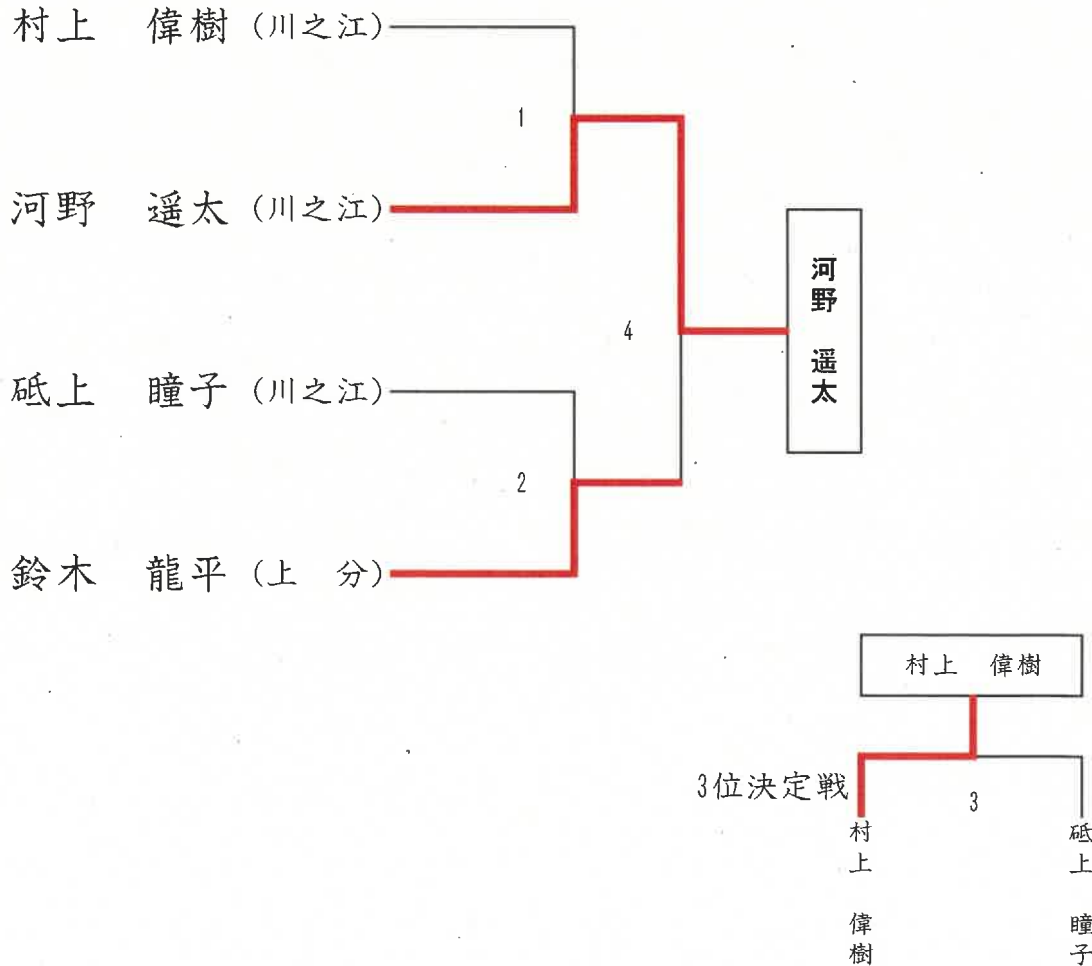 村上　偉樹（川之江）
1
河野　遥太（川之江）
4
河野　遥太
砥上　瞳子（川之江）
2
鈴木　龍平（上　分）
村上　偉樹
3位決定戦
3
村上　偉樹
砥上　瞳子